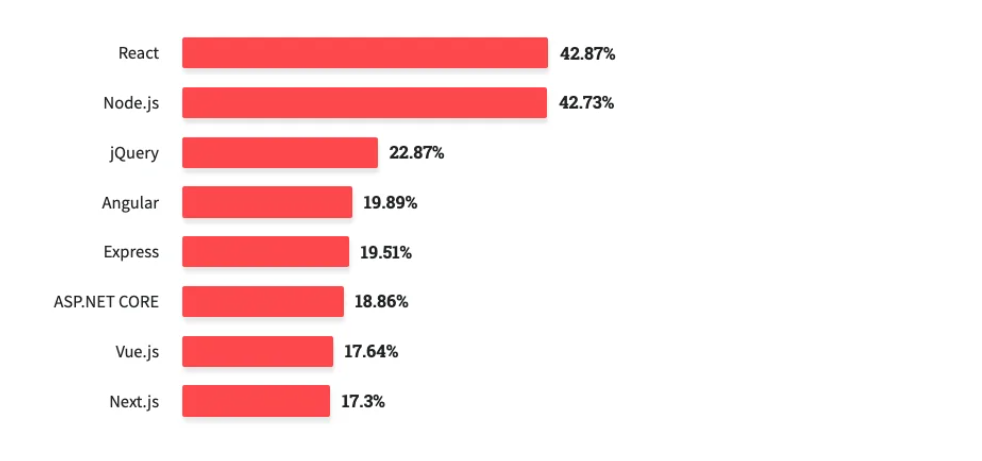 React 42.87%
Node.js 42.73%
jQuery 22.87%
Angular 19.89%
Express 19.51%
ASP.NET CORE 18.86%
Vue.js 17.64%
Next.js 17.3%